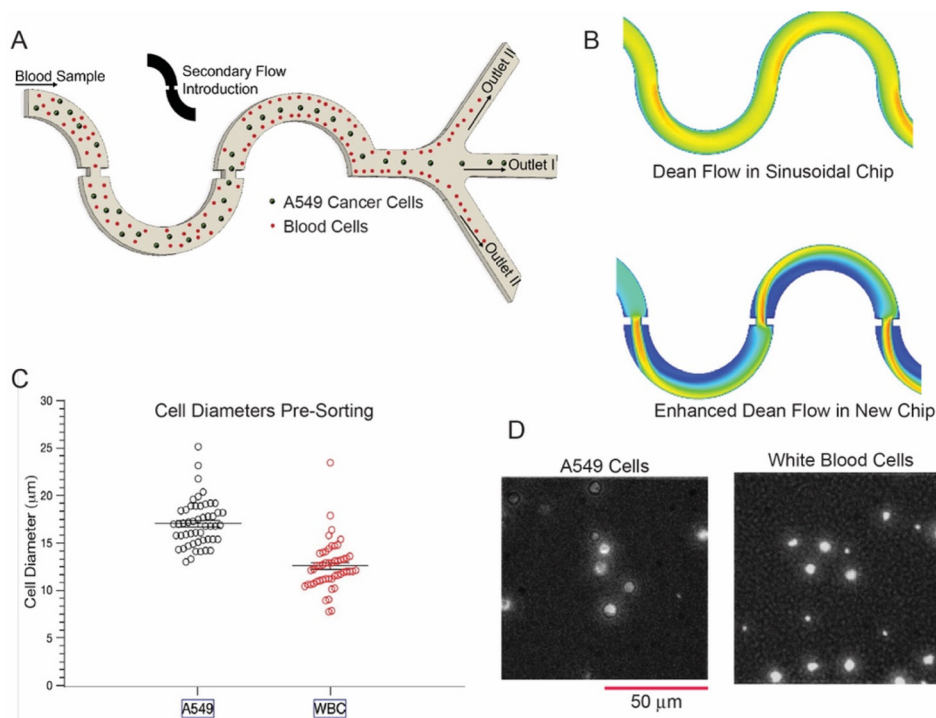 A
Blood Sample
Secondary Flow
Introduction
Outlet II
Outlet I
Outlet II
A549 Cancer Cells
Blood Cells
B
Dean Flow in Sinusoidal Chip
Enhanced Dean Flow in New Chip
C
Cell Diameters Pre-Sorting
Cell Diameter (μm)
30
25
20
15
10
5
0
A549
WBC
D
A549 Cells
White Blood Cells
50 μm